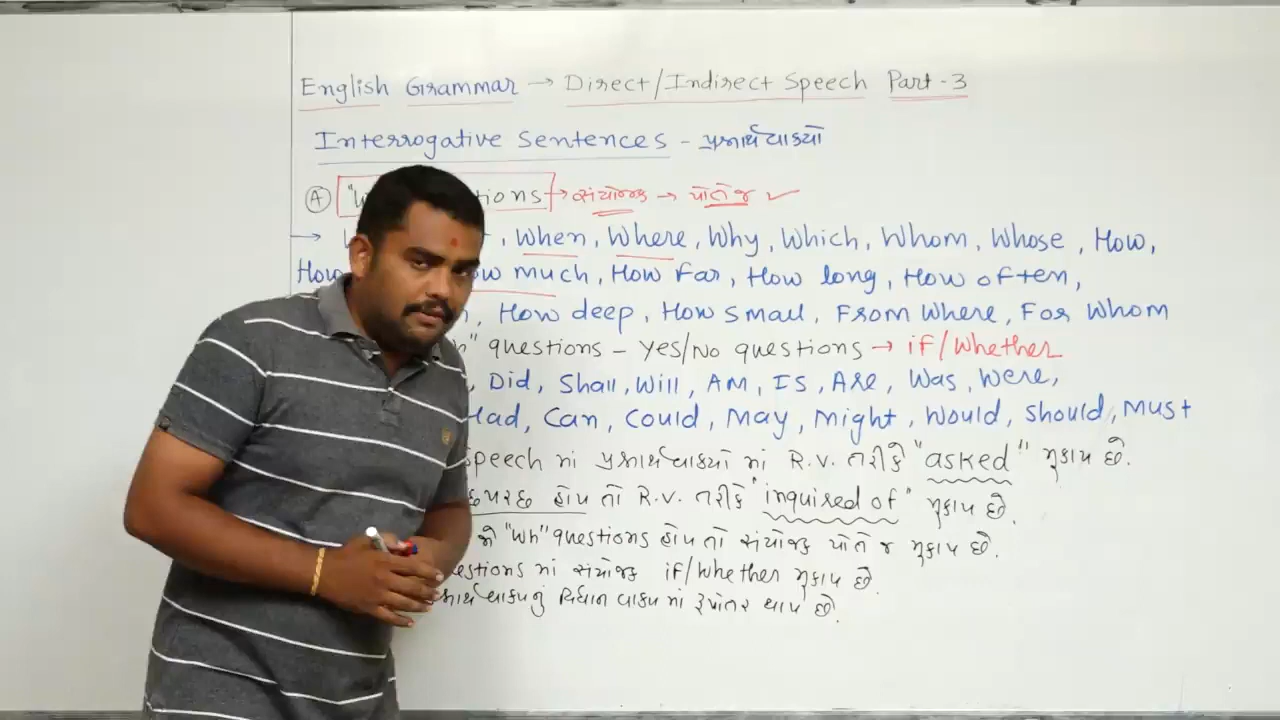 English Grammar → Direct/Indirect Speech Part-3
Interrogative Sentences - પ્રશ્નાર્થવાક્યો
Ⓐ tions → સંયોજક → પોતેજ ✓
→ , When, Where, Why, Which, Whom, Whose, How,
How much, How Far, How long, How often,
, How deep, How small, From Where, For Whom
" questions - Yes/No questions → if/Whether
, Did, Shall, Will, Am, Is, Are, Was, Were,
Had, Can, Could, May, Might, Would, Should, Must
Speech માં પ્રશ્નાર્થવાક્યો માં R.V. તરીકે "asked" મૂકાય છે.
હોય તો R.V. તરીકે "inquired of" મૂકાય છે.
જો "Wh" questions હોય તો સંયોજક પોતે જ મૂકાય છે.
estions માં સંયોજક if/Whether મૂકાય છે.
વાક્યનું વિધાન વાક્ય માં રૂપાંતર થાય છે.